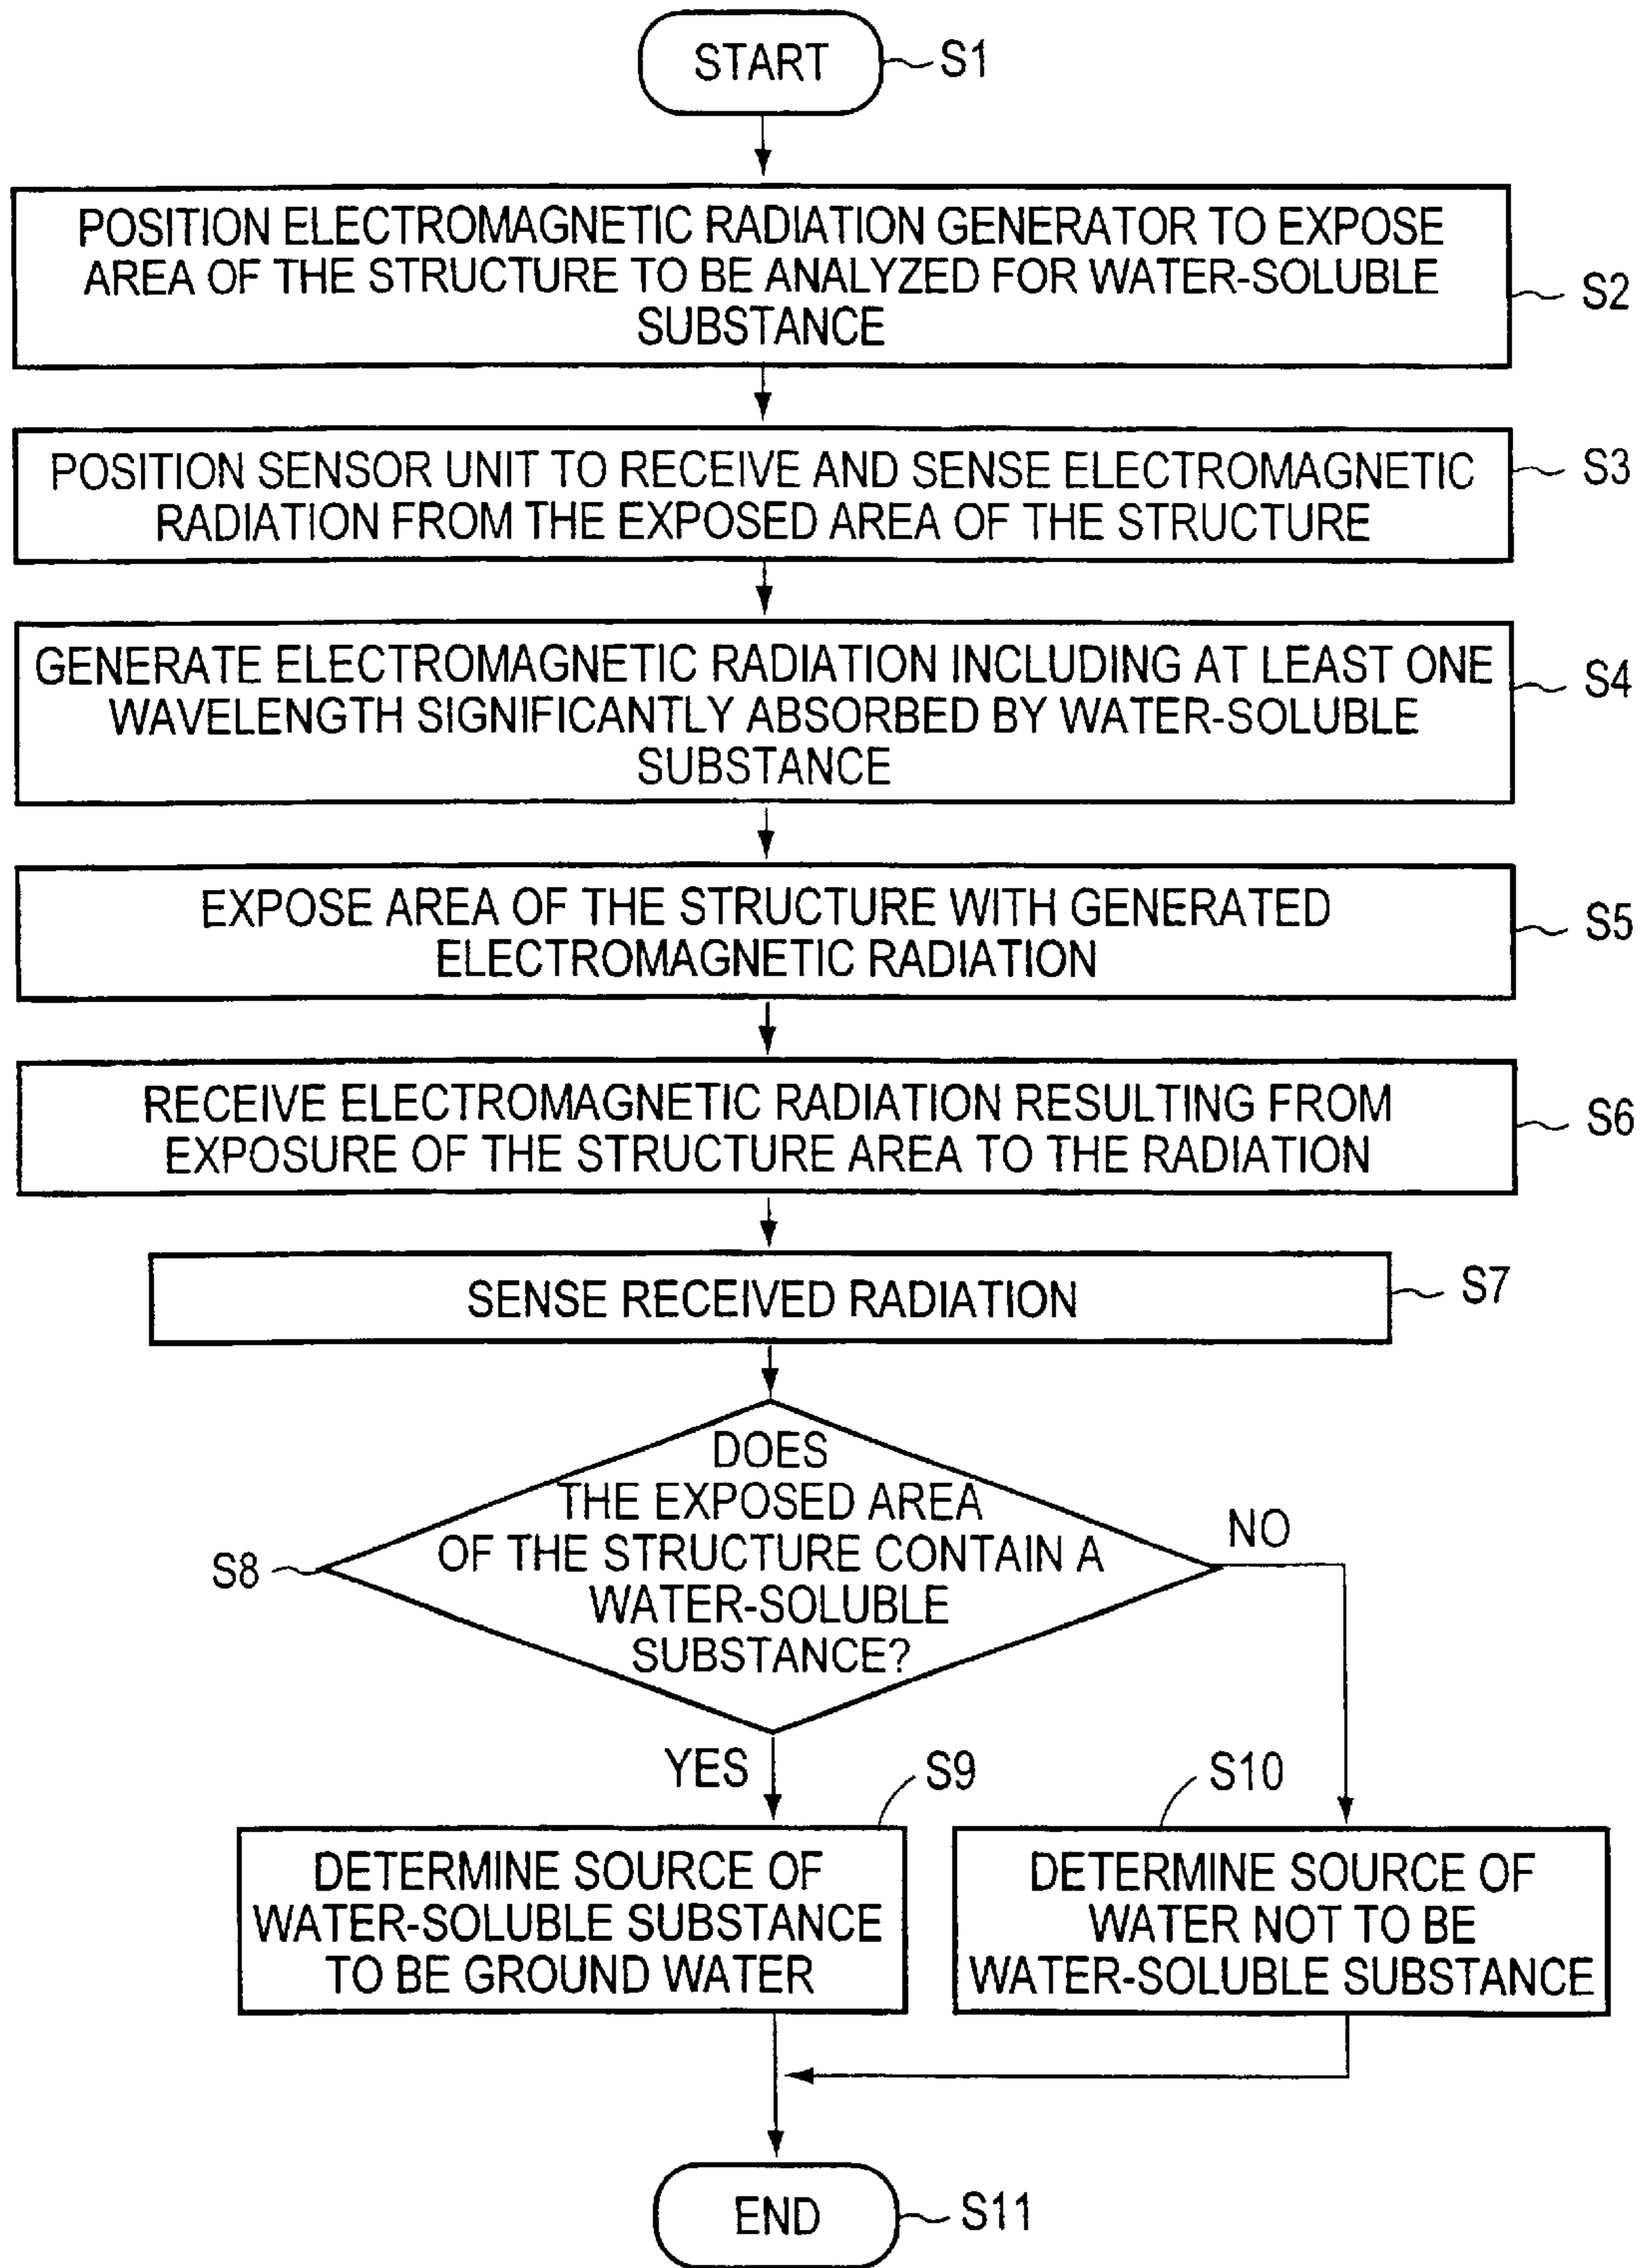 START
S1
POSITION ELECTROMAGNETIC RADIATION GENERATOR TO EXPOSE
AREA OF THE STRUCTURE TO BE ANALYZED FOR WATER-SOLUBLE
SUBSTANCE
S2
POSITION SENSOR UNIT TO RECEIVE AND SENSE ELECTROMAGNETIC
RADIATION FROM THE EXPOSED AREA OF THE STRUCTURE
S3
GENERATE ELECTROMAGNETIC RADIATION INCLUDING AT LEAST ONE
WAVELENGTH SIGNIFICANTLY ABSORBED BY WATER-SOLUBLE
SUBSTANCE
S4
EXPOSE AREA OF THE STRUCTURE WITH GENERATED
ELECTROMAGNETIC RADIATION
S5
RECEIVE ELECTROMAGNETIC RADIATION RESULTING FROM
EXPOSURE OF THE STRUCTURE AREA TO THE RADIATION
S6
SENSE RECEIVED RADIATION
S7
DOES
THE EXPOSED AREA
OF THE STRUCTURE CONTAIN A
WATER-SOLUBLE
SUBSTANCE?
S8
NO
YES
S9
S10
DETERMINE SOURCE OF
WATER-SOLUBLE SUBSTANCE
TO BE GROUND WATER
DETERMINE SOURCE OF
WATER NOT TO BE
WATER-SOLUBLE SUBSTANCE
END
S11